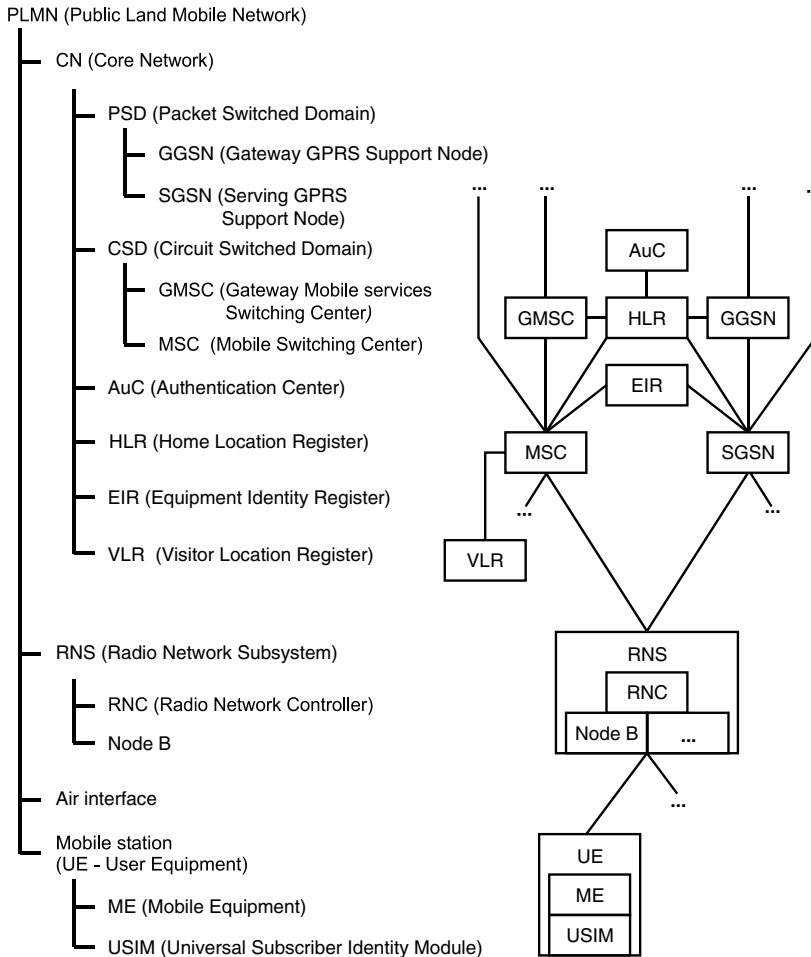 PLMN (Public Land Mobile Network)
CN (Core Network)
PSD (Packet Switched Domain)
GGSN (Gateway GPRS Support Node)
SGSN (Serving GPRS
Support Node)
CSD (Circuit Switched Domain)
GMSC (Gateway Mobile services
Switching Center)
MSC (Mobile Switching Center)
AuC (Authentication Center)
HLR (Home Location Register)
EIR (Equipment Identity Register)
VLR (Visitor Location Register)
RNS (Radio Network Subsystem)
RNC (Radio Network Controller)
Node B
Air interface
Mobile station
(UE - User Equipment)
ME (Mobile Equipment)
USIM (Universal Subscriber Identity Module)
... ... ... ...
AuC
GMSC HLR GGSN
EIR
MSC SGSN
... ...
VLR
RNS
RNC
Node B ...
...
UE
ME
USIM